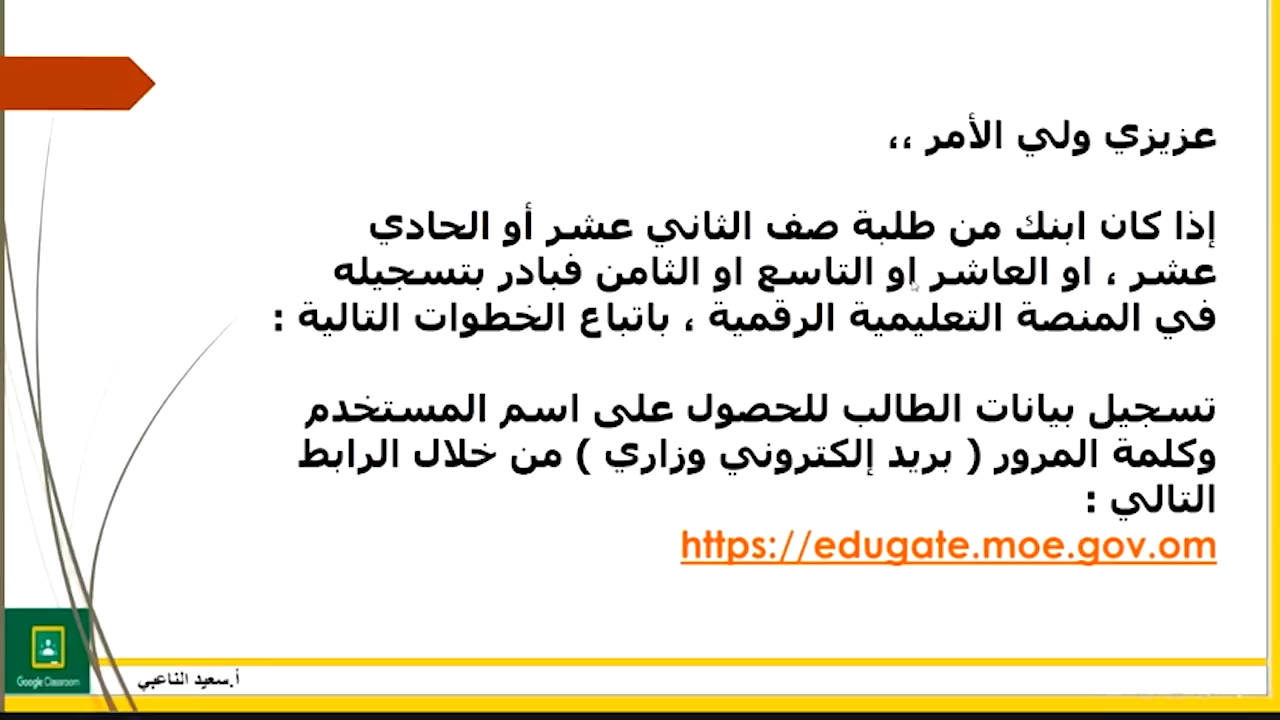 عزيزي ولي الأمر ،،
إذا كان ابنك من طلبة صف الثاني عشر أو الحادي
عشر ، او العاشر او التاسع او الثامن فبادر بتسجيله
في المنصة التعليمية الرقمية ، باتباع الخطوات التالية :
تسجيل بيانات الطالب للحصول على اسم المستخدم
وكلمة المرور ( بريد إلكتروني وزاري ) من خلال الرابط
التالي :
https://edugate.moe.gov.om
Google Classroom
أ.سعيد الناعبي